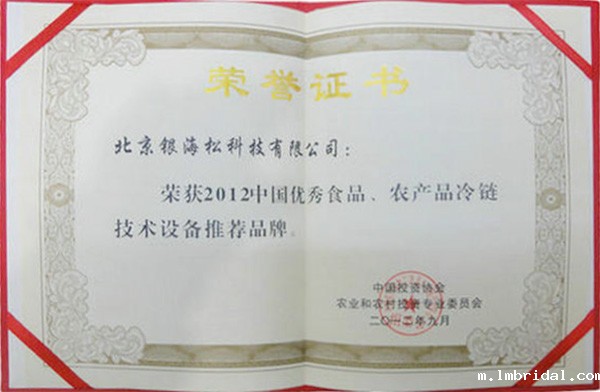 荣誉证书
北京银海松科技有限公司：
荣获2012中国优秀食品、农产品冷链
技术设备推荐品牌。
中国投资协会
农业和农村投资专业委员会
二〇一二年九月
m.lmbridal.com